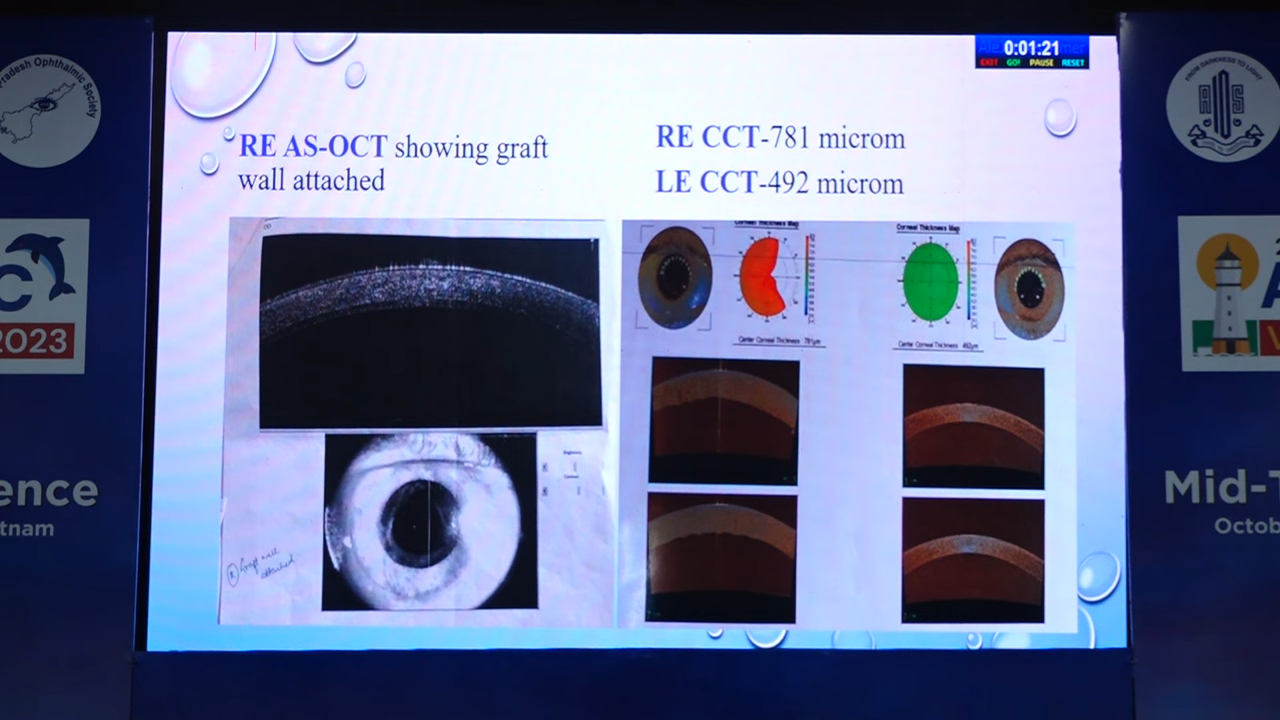 0:01:21
EXIT GO! PAUSE RESET
Pradesh Ophthalmic Society
FROM DARKNESS TO LIGHT
RE AS-OCT showing graft
wall attached
RE CCT-781 microm
LE CCT-492 microm
Corneal Thickness Map
Corneal Thickness Map
Center Corneal Thickness 781µm
Center Corneal Thickness 492µm
Brightness
Contrast
R Graft well
attached
C
2023
ence
tnam
Mid-T
Octob